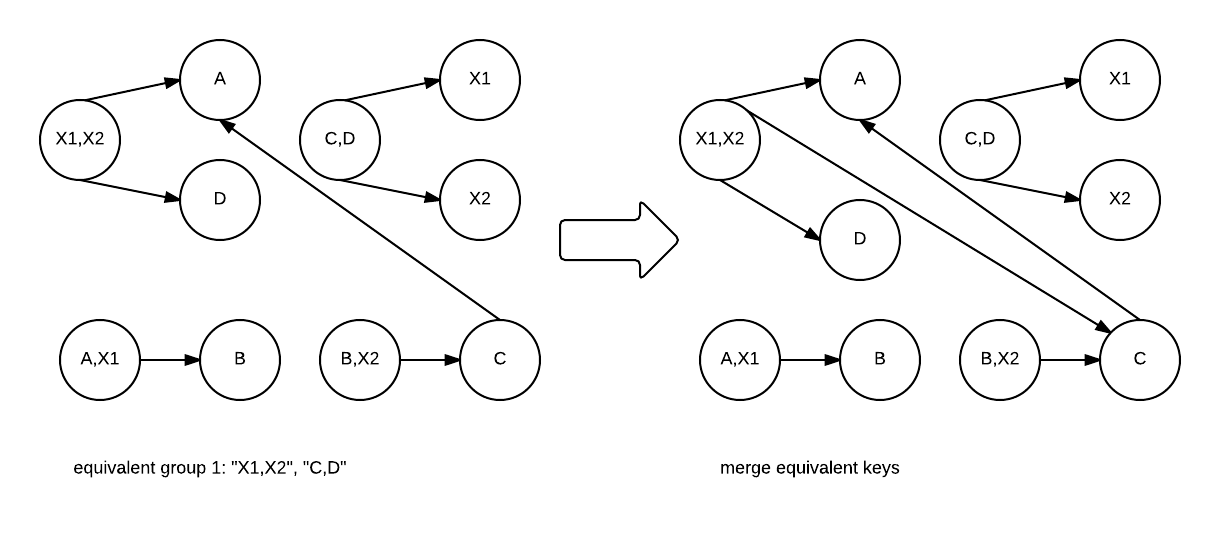 A
X1
X1,X2
C,D
D
X2
A,X1
B
B,X2
C
equivalent group 1: "X1,X2", "C,D"
A
X1
X1,X2
C,D
X2
D
A,X1
B
B,X2
C
merge equivalent keys